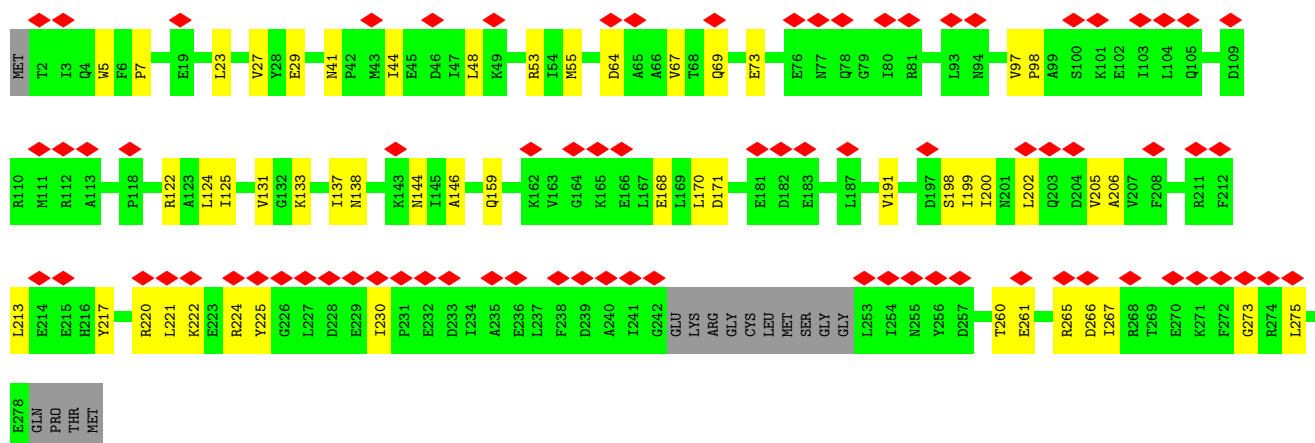 MET T2 I3 Q4 W5 F6 P7 E19 L23 V27 Y28 E29 N41 P42 M43 I44 E45 D46 I47 L48 K49 R53 I54 M55 D64 A65 A66 V67 T68 Q69 E73 E76 N77 Q78 G79 I80 R81 L93 N94 V97 P98 A99 S100 K101 E102 I103 L104 Q105 D109
R110 M111 R112 A113 P118 R122 A123 L124 I125 V131 G132 K133 I137 N138 K143 N144 I145 A146 Q159 K162 V163 G164 K165 E166 L167 E168 L169 L170 D171 E181 D182 E183 L187 V191 D197 S198 I199 I200 N201 L202 Q203 D204 V205 A206 V207 F208 R211 F212
L213 E214 E215 H216 Y217 R220 L221 K222 E223 R224 Y225 G226 L227 D228 E229 I230 P231 E232 D233 I234 A235 E236 L237 F238 D239 A240 I241 G242 GLU LYS ARG GLY CYS LEU MET SER GLY GLY L253 I254 N255 Y256 D257 T260 E261 R265 D266 I267 R268 T269 E270 K271 F272 G273 R274 L275
E278 GLN PRO THR MET